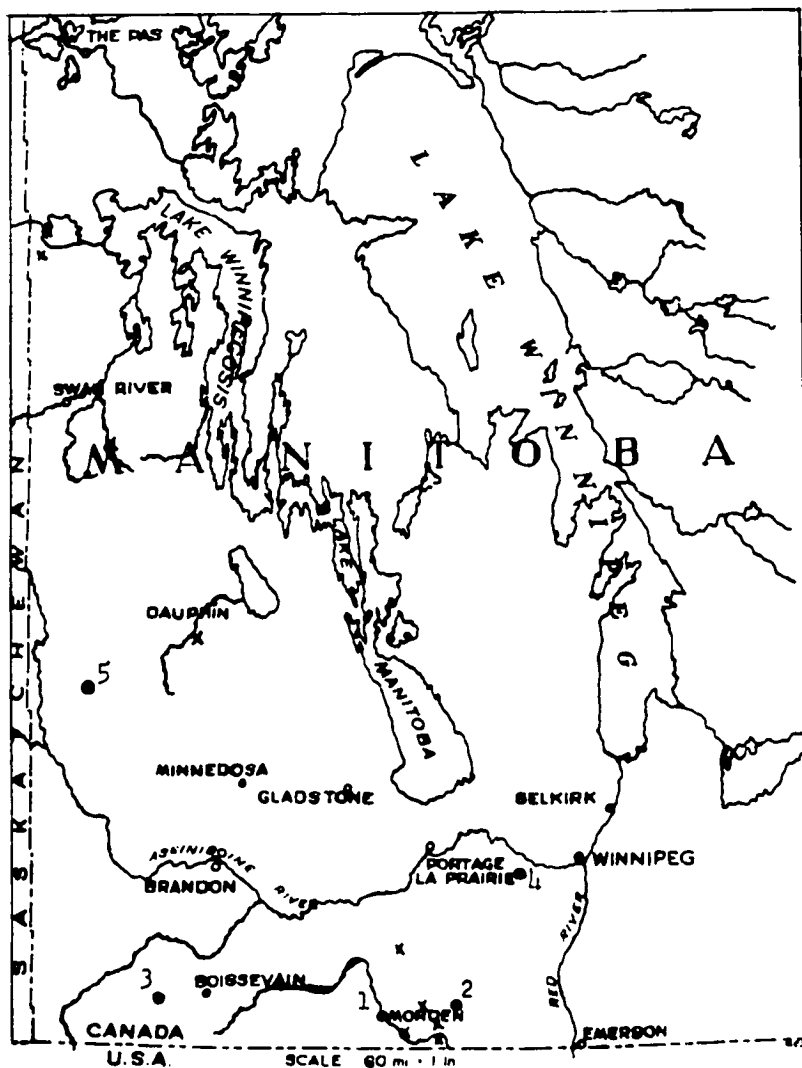 THE PAS
LAKE WINNIPEG
LAKE WINNIPEGOSIS
SWAN RIVER
MANITOBA
LAKE MANITOBA
DAUPHIN
5
SASKATCHEWAN
MINNEDOSA
GLADSTONE
SELKIRK
ASSINIBOINE RIVER
BRANDON
PORTAGE
LA PRAIRIE
4
WINNIPEG
RED RIVER
3
BOISSEVAIN
1
MORDEN
2
CANADA
U.S.A.
EMERSON
SCALE 60 mi = 1 in